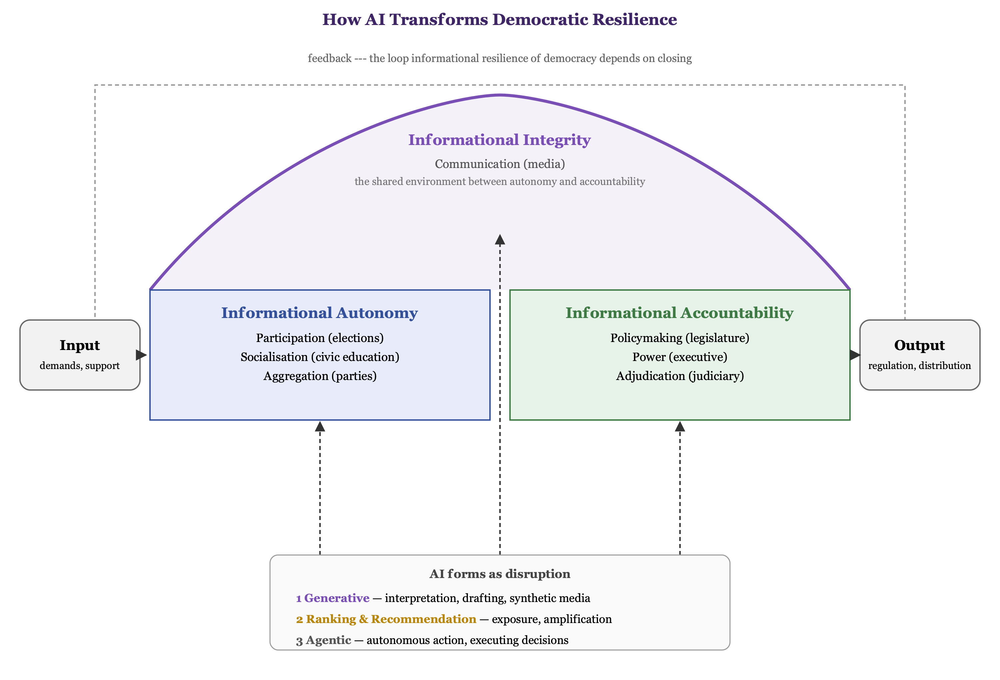 How AI Transforms Democratic Resilience
feedback --- the loop informational resilience of democracy depends on closing
Informational Integrity
Communication (media)
the shared environment between autonomy and accountability
Input
demands, support
Informational Autonomy
Participation (elections)
Socialisation (civic education)
Aggregation (parties)
Informational Accountability
Policymaking (legislature)
Power (executive)
Adjudication (judiciary)
Output
regulation, distribution
AI forms as disruption
1 Generative — interpretation, drafting, synthetic media
2 Ranking & Recommendation — exposure, amplification
3 Agentic — autonomous action, executing decisions